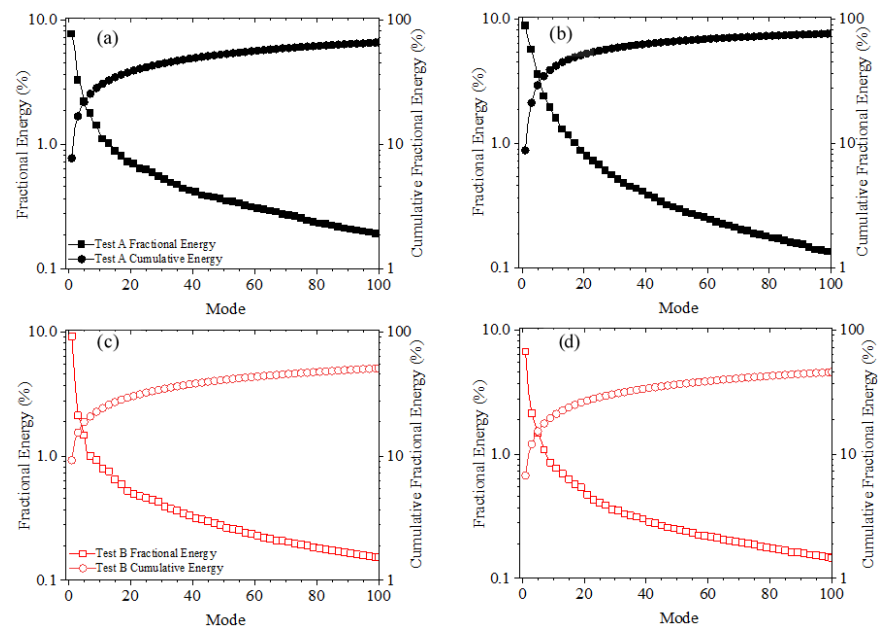 (a)
10.0
1.0
0.1
100
10
1
Fractional Energy (%)
Cumulative Fractional Energy (%)
Test A Fractional Energy
Test A Cumulative Energy
0 20 40 60 80 100
Mode
(b)
10.0
1.0
0.1
100
10
1
Fractional Energy (%)
Cumulative Fractional Energy (%)
0 20 40 60 80 100
Mode
(c)
10.0
1.0
0.1
100
10
1
Fractional Energy (%)
Cumulative Fractional Energy (%)
Test B Fractional Energy
Test B Cumulative Energy
0 20 40 60 80 100
Mode
(d)
10.0
1.0
0.1
100
10
1
Fractional Energy (%)
Cumulative Fractional Energy (%)
0 20 40 60 80 100
Mode